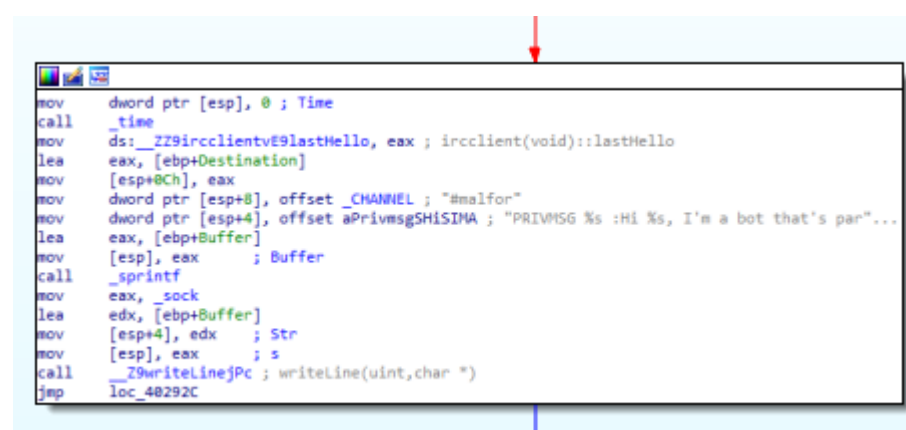 mov dword ptr [esp], 0 ; Time
call _time
mov ds:__ZZ9ircclientvE9lastHello, eax ; ircclient(void)::lastHello
lea eax, [ebp+Destination]
mov [esp+0Ch], eax
mov dword ptr [esp+8], offset _CHANNEL ; "#malfor"
mov dword ptr [esp+4], offset aPrivmsgSHiSIMA ; "PRIVMSG %s :Hi %s, I'm a bot that's par"...
lea eax, [ebp+Buffer]
mov [esp], eax ; Buffer
call _sprintf
mov eax, _sock
lea edx, [ebp+Buffer]
mov [esp+4], edx ; Str
mov [esp], eax ; s
call __Z9writeLinejPc ; writeLine(uint,char *)
jmp loc_40292C